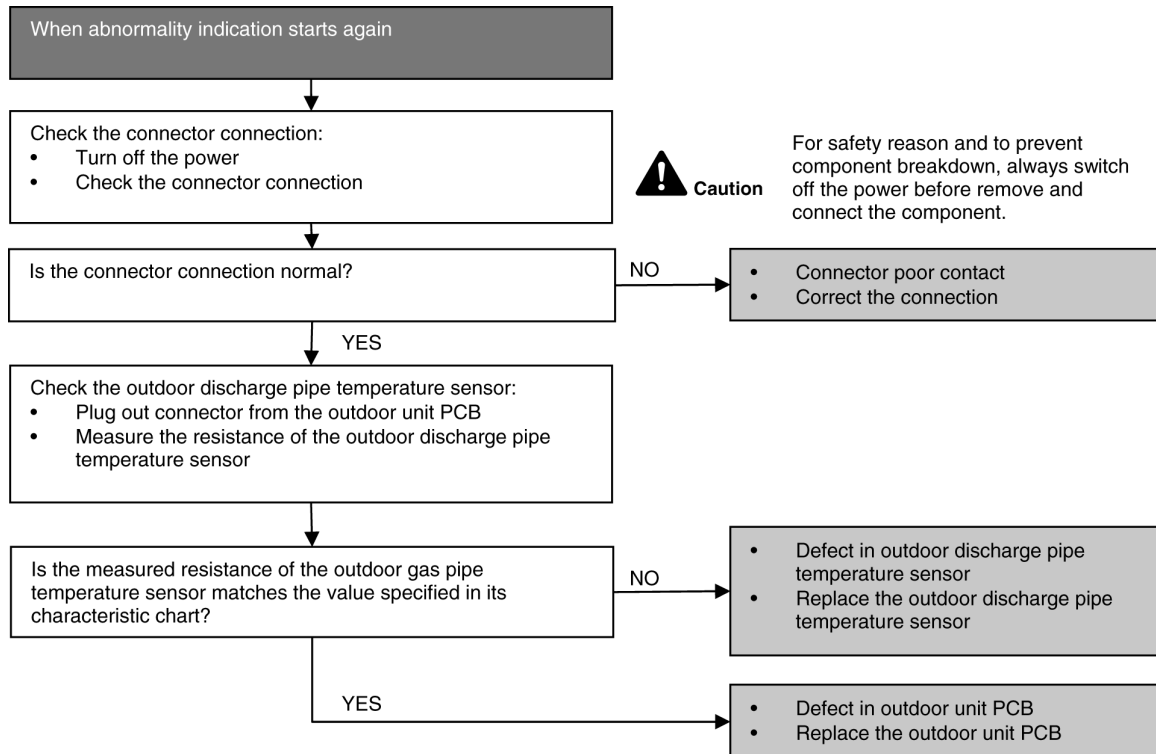 When abnormality indication starts again
Check the connector connection:
• Turn off the power
• Check the connector connection
Caution
For safety reason and to prevent
component breakdown, always switch
off the power before remove and
connect the component.
Is the connector connection normal?
NO
• Connector poor contact
• Correct the connection
YES
Check the outdoor discharge pipe temperature sensor:
• Plug out connector from the outdoor unit PCB
• Measure the resistance of the outdoor discharge pipe
temperature sensor
Is the measured resistance of the outdoor gas pipe
temperature sensor matches the value specified in its
characteristic chart?
NO
• Defect in outdoor discharge pipe
temperature sensor
• Replace the outdoor discharge pipe
temperature sensor
YES
• Defect in outdoor unit PCB
• Replace the outdoor unit PCB